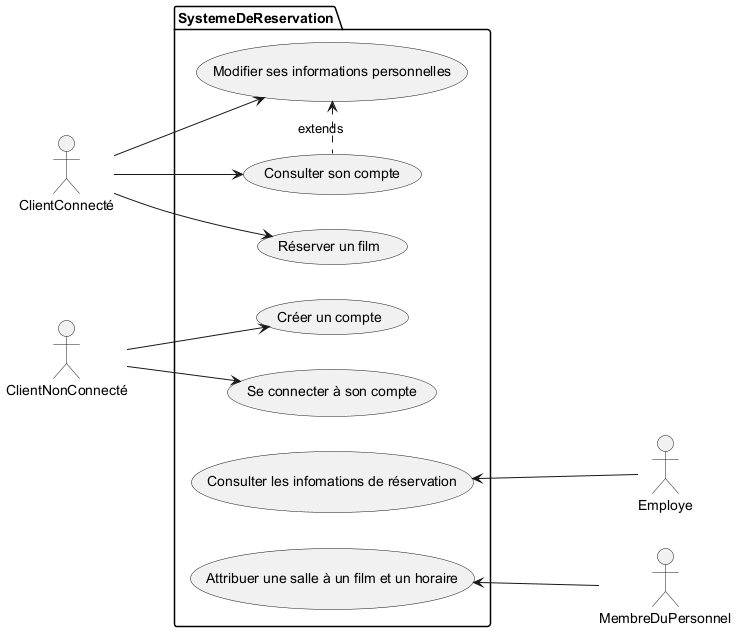 SystemeDeReservation
Modifier ses informations personnelles
extends
Consulter son compte
ClientConnecté
Réserver un film
Créer un compte
ClientNonConnecté
Se connecter à son compte
Consulter les infomations de réservation
Employe
Attribuer une salle à un film et un horaire
MembreDuPersonnel